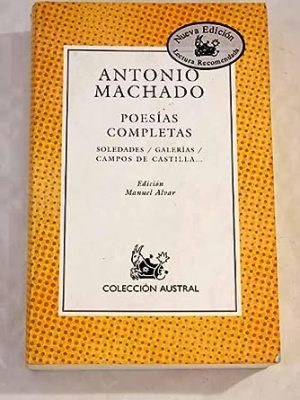 Nueva Edición
Lectura Recomendada
ANTONIO
MACHADO
POESÍAS
COMPLETAS
SOLEDADES / GALERÍAS /
CAMPOS DE CASTILLA...
Edición
Manuel Alvar
COLECCIÓN AUSTRAL